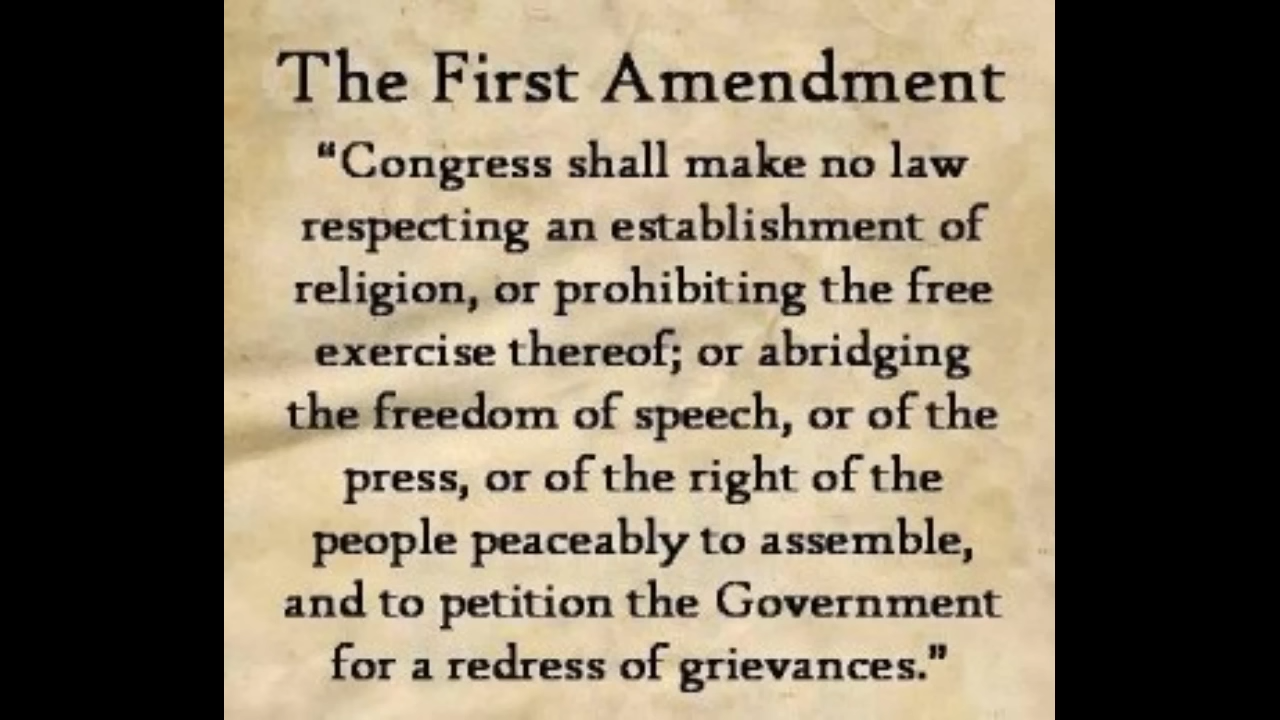 The First Amendment
“Congress shall make no law
respecting an establishment of
religion, or prohibiting the free
exercise thereof; or abridging
the freedom of speech, or of the
press, or of the right of the
people peaceably to assemble,
and to petition the Government
for a redress of grievances.”